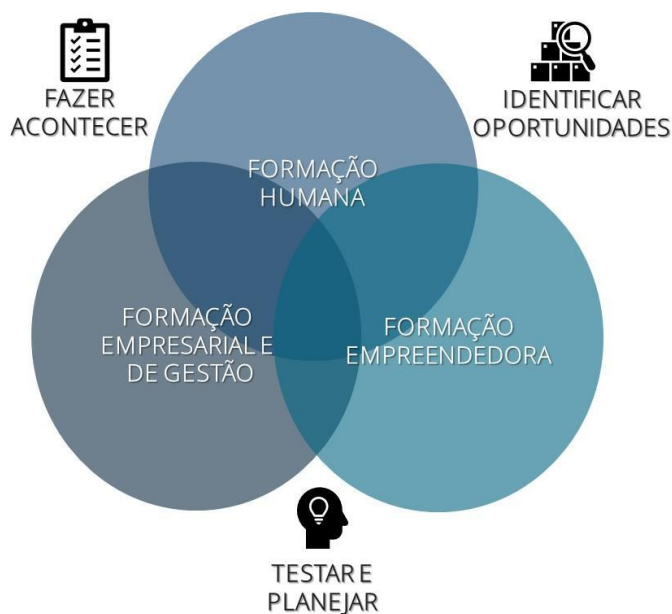 FAZER
ACONTECER
IDENTIFICAR
OPORTUNIDADES
FORMAÇÃO
HUMANA
FORMAÇÃO
EMPRESARIAL E
DE GESTÃO
FORMAÇÃO
EMPREENDEDORA
TESTAR E
PLANEJAR